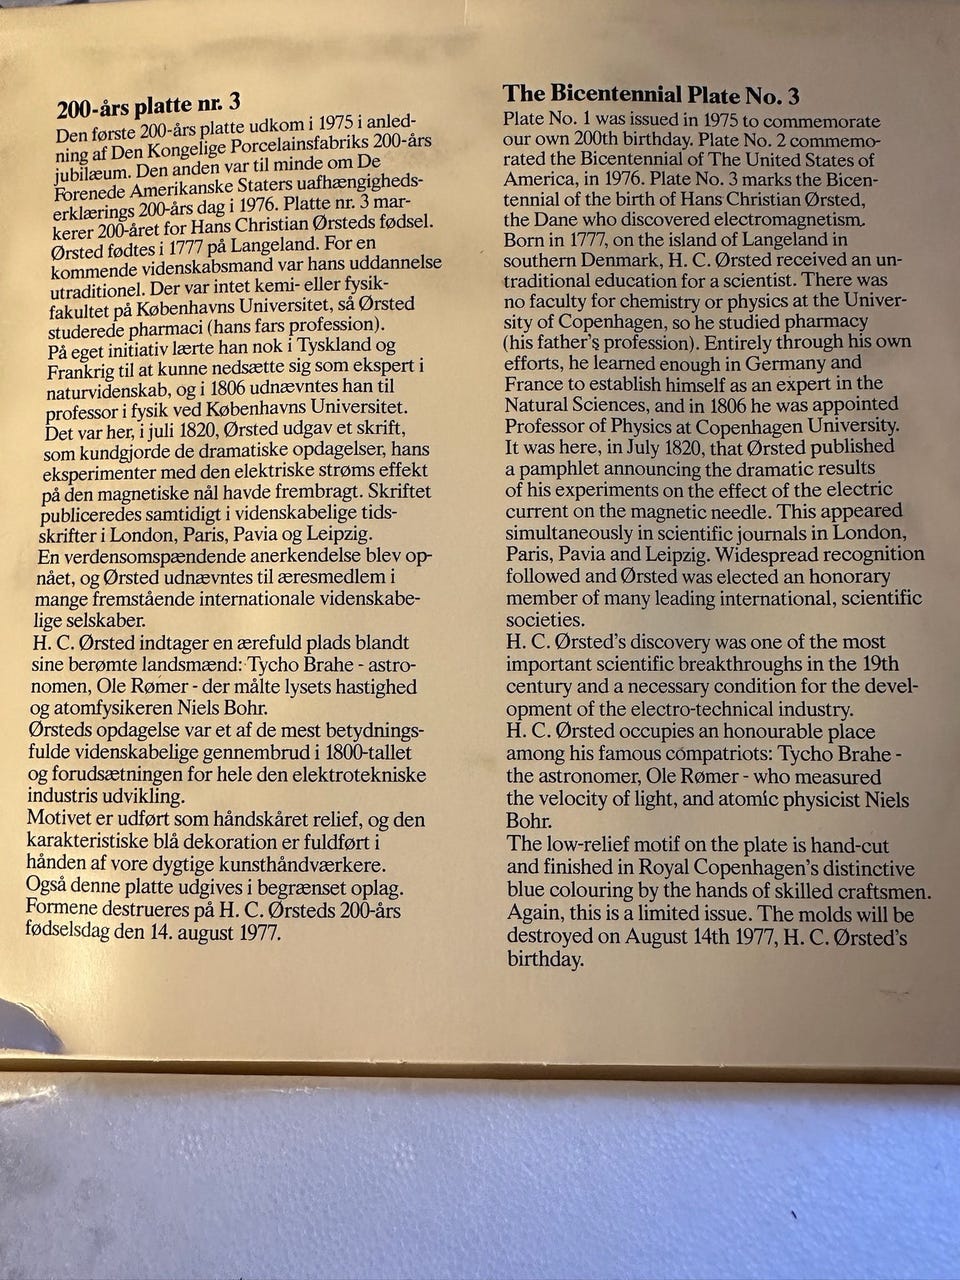 200-års platte nr. 3
Den første 200-års platte udkom i 1975 i anled-
ning af Den Kongelige Porcelainsfabriks 200-års
jubilæum. Den anden var til minde om De
Forenede Amerikanske Staters uafhængigheds-
erklærings 200-års dag i 1976. Platte nr. 3 mar-
kerer 200-året for Hans Christian Ørsteds fødsel.
Ørsted fødtes i 1777 på Langeland. For en
kommende videnskabsmand var hans uddannelse
utraditionel. Der var intet kemi- eller fysik-
fakultet på Københavns Universitet, så Ørsted
studerede pharmaci (hans fars profession).
På eget initiativ lærte han nok i Tyskland og
Frankrig til at kunne nedsætte sig som ekspert i
naturvidenskab, og i 1806 udnævntes han til
professor i fysik ved Københavns Universitet.
Det var her, i juli 1820, Ørsted udgav et skrift,
som kundgjorde de dramatiske opdagelser, hans
eksperimenter med den elektriske strøms effekt
på den magnetiske nål havde frembragt. Skriftet
publiceredes samtidigt i videnskabelige tids-
skrifter i London, Paris, Pavia og Leipzig.
En verdensomspændende anerkendelse blev op-
nået, og Ørsted udnævntes til æresmedlem i
mange fremstående internationale videnskabe-
lige selskaber.
H. C. Ørsted indtager en ærefuld plads blandt
sine berømte landsmænd: Tycho Brahe - astro-
nomen, Ole Rømer - der målte lysets hastighed
og atomfysikeren Niels Bohr.
Ørsteds opdagelse var et af de mest betydnings-
fulde videnskabelige gennembrud i 1800-tallet
og forudsætningen for hele den elektrotekniske
industris udvikling.
Motivet er udført som håndskåret relief, og den
karakteristiske blå dekoration er fuldført i
hånden af vore dygtige kunsthåndværkere.
Også denne platte udgives i begrænset oplag.
Formene destrueres på H. C. Ørsteds 200-års
fødselsdag den 14. august 1977.
The Bicentennial Plate No. 3
Plate No. 1 was issued in 1975 to commemorate
our own 200th birthday. Plate No. 2 commemo-
rated the Bicentennial of The United States of
America, in 1976. Plate No. 3 marks the Bicen-
tennial of the birth of Hans Christian Ørsted,
the Dane who discovered electromagnetism.
Born in 1777, on the island of Langeland in
southern Denmark, H. C. Ørsted received an un-
traditional education for a scientist. There was
no faculty for chemistry or physics at the Univer-
sity of Copenhagen, so he studied pharmacy
(his father's profession). Entirely through his own
efforts, he learned enough in Germany and
France to establish himself as an expert in the
Natural Sciences, and in 1806 he was appointed
Professor of Physics at Copenhagen University.
It was here, in July 1820, that Ørsted published
a pamphlet announcing the dramatic results
of his experiments on the effect of the electric
current on the magnetic needle. This appeared
simultaneously in scientific journals in London,
Paris, Pavia and Leipzig. Widespread recognition
followed and Ørsted was elected an honorary
member of many leading international, scientific
societies.
H. C. Ørsted's discovery was one of the most
important scientific breakthroughs in the 19th
century and a necessary condition for the devel-
opment of the electro-technical industry.
H. C. Ørsted occupies an honourable place
among his famous compatriots: Tycho Brahe -
the astronomer, Ole Rømer - who measured
the velocity of light, and atomic physicist Niels
Bohr.
The low-relief motif on the plate is hand-cut
and finished in Royal Copenhagen's distinctive
blue colouring by the hands of skilled craftsmen.
Again, this is a limited issue. The molds will be
destroyed on August 14th 1977, H. C. Ørsted's
birthday.